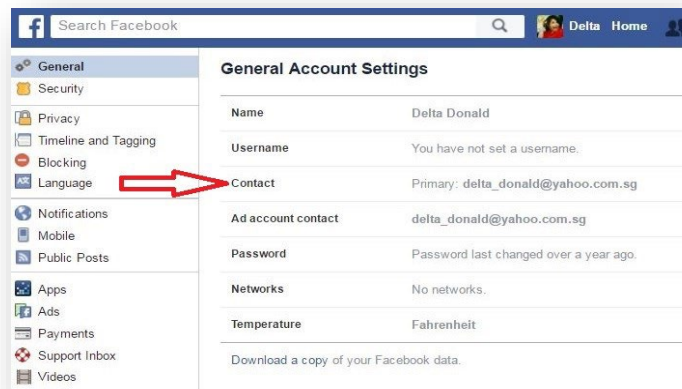 f Search Facebook Delta Home
General
Security
Privacy
Timeline and Tagging
Blocking
Language
Notifications
Mobile
Public Posts
Apps
Ads
Payments
Support Inbox
Videos
General Account Settings
Name Delta Donald
Username You have not set a username.
Contact Primary: delta_donald@yahoo.com.sg
Ad account contact delta_donald@yahoo.com.sg
Password Password last changed over a year ago.
Networks No networks.
Temperature Fahrenheit
Download a copy of your Facebook data.